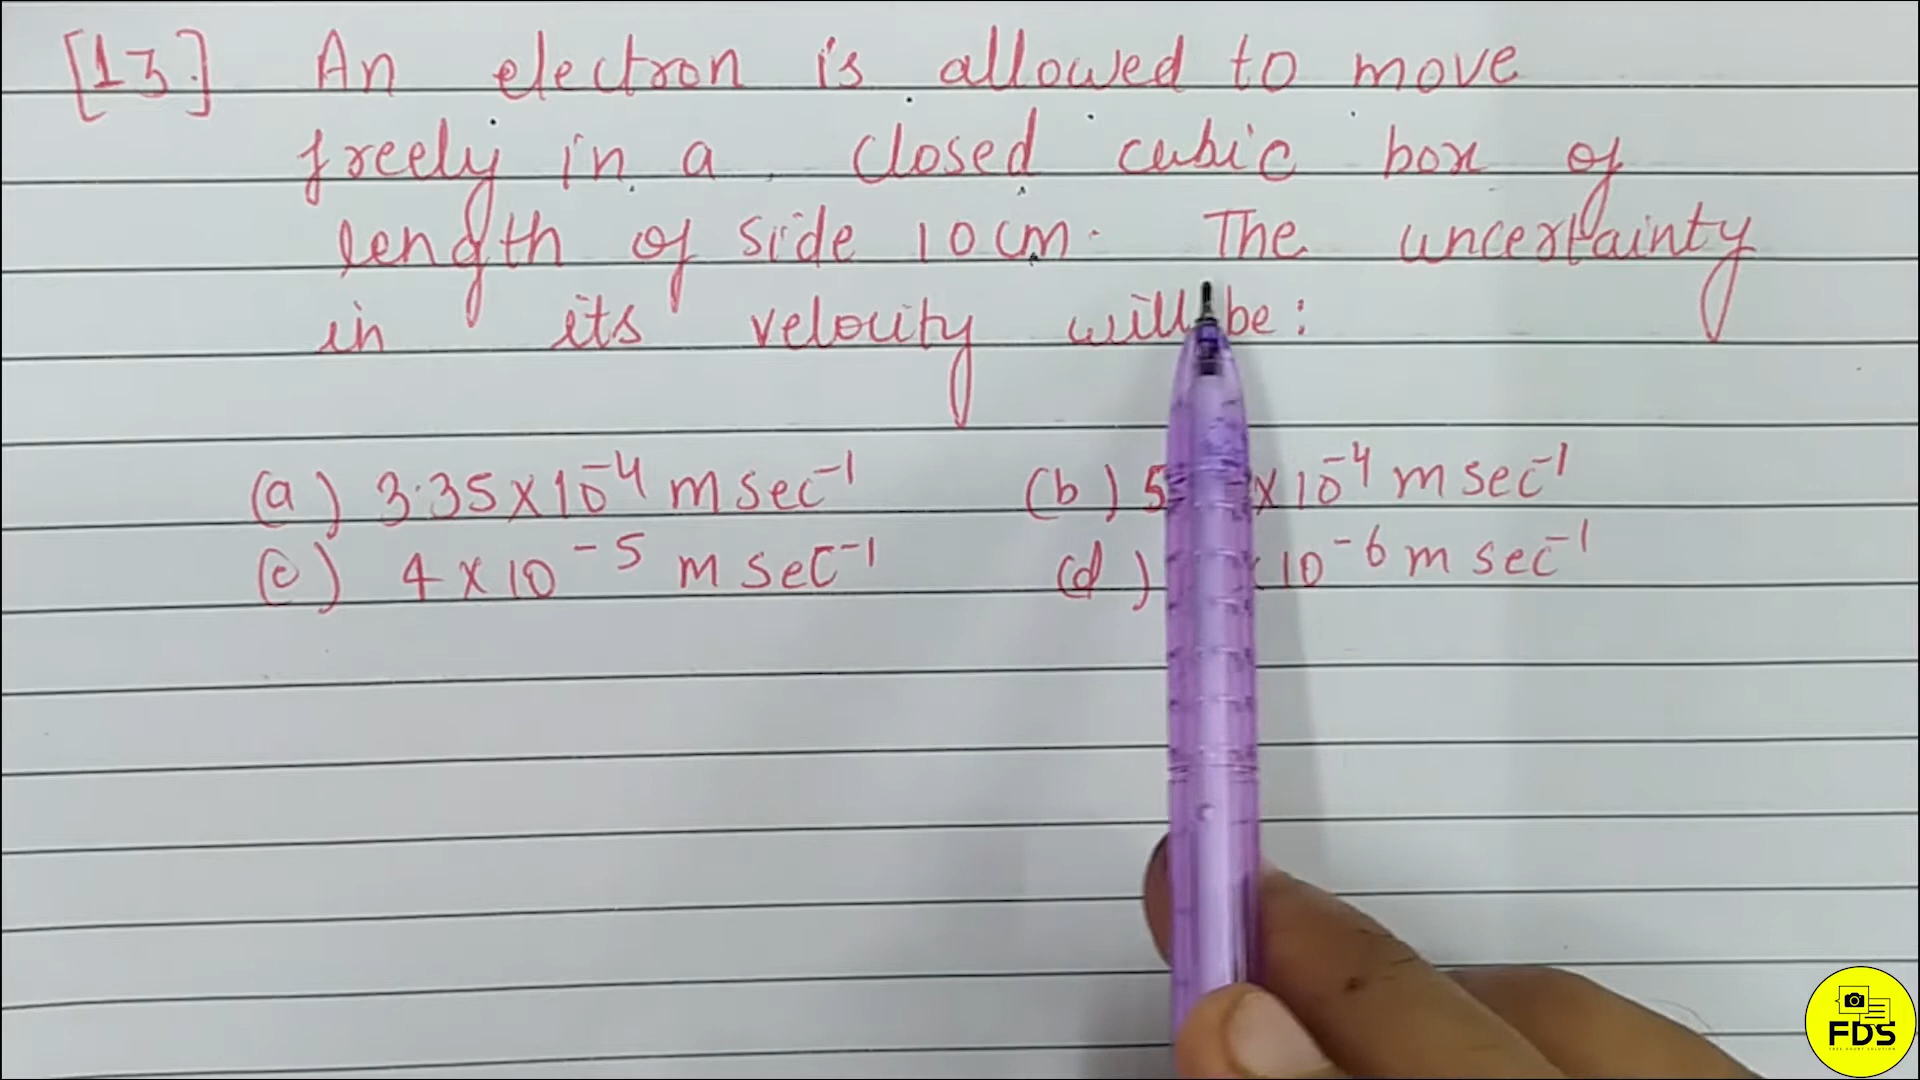 [13.] An electron is allowed to move
freely in a closed cubic box of
length of side 10 cm. The uncertainty
in its velocity will be:
(a) 3.35×10⁻⁴ m sec⁻¹ (b) 5 ×10⁻⁴ m sec⁻¹
(c) 4×10⁻⁵ m sec⁻¹ (d) 10⁻⁶ m sec⁻¹
FDS